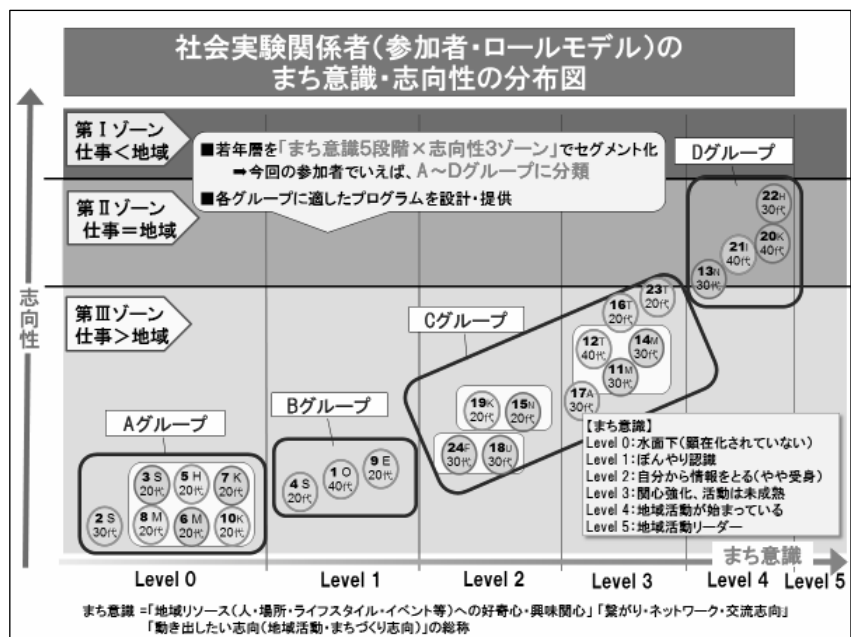 社会実験関係者(参加者・ロールモデル)の
まち意識・志向性の分布図
第Ⅰゾーン
仕事<地域
■若年層を「まち意識5段階×志向性3ゾーン」でセグメント化
➡今回の参加者でいえば、A~Dグループに分類
■各グループに適したプログラムを設計・提供
Dグループ
第Ⅱゾーン
仕事=地域
22H
30代
21I
40代
20K
40代
13N
30代
志向性
第Ⅲゾーン
仕事>地域
Cグループ
23T
20代
16T
20代
12T
40代
14M
30代
11M
30代
17A
30代
19K
20代
15N
20代
24F
30代
18U
30代
Bグループ
9 E
20代
1 O
40代
4 S
20代
Aグループ
3 S
20代
5 H
20代
7 K
20代
2 S
30代
8 M
20代
6 M
20代
10K
20代
【まち意識】
Level 0:水面下(顕在化されていない)
Level 1:ぼんやり認識
Level 2:自分から情報をとる(やや受身)
Level 3:関心強化、活動は未成熟
Level 4:地域活動が始まっている
Level 5:地域活動リーダー
まち意識
Level 0
Level 1
Level 2
Level 3
Level 4
Level 5
まち意識 =「地域リソース(人・場所・ライフスタイル・イベント等)への好奇心・興味関心」「繋がり・ネットワーク・交流志向」
「動き出したい志向(地域活動・まちづくり志向)」の総称